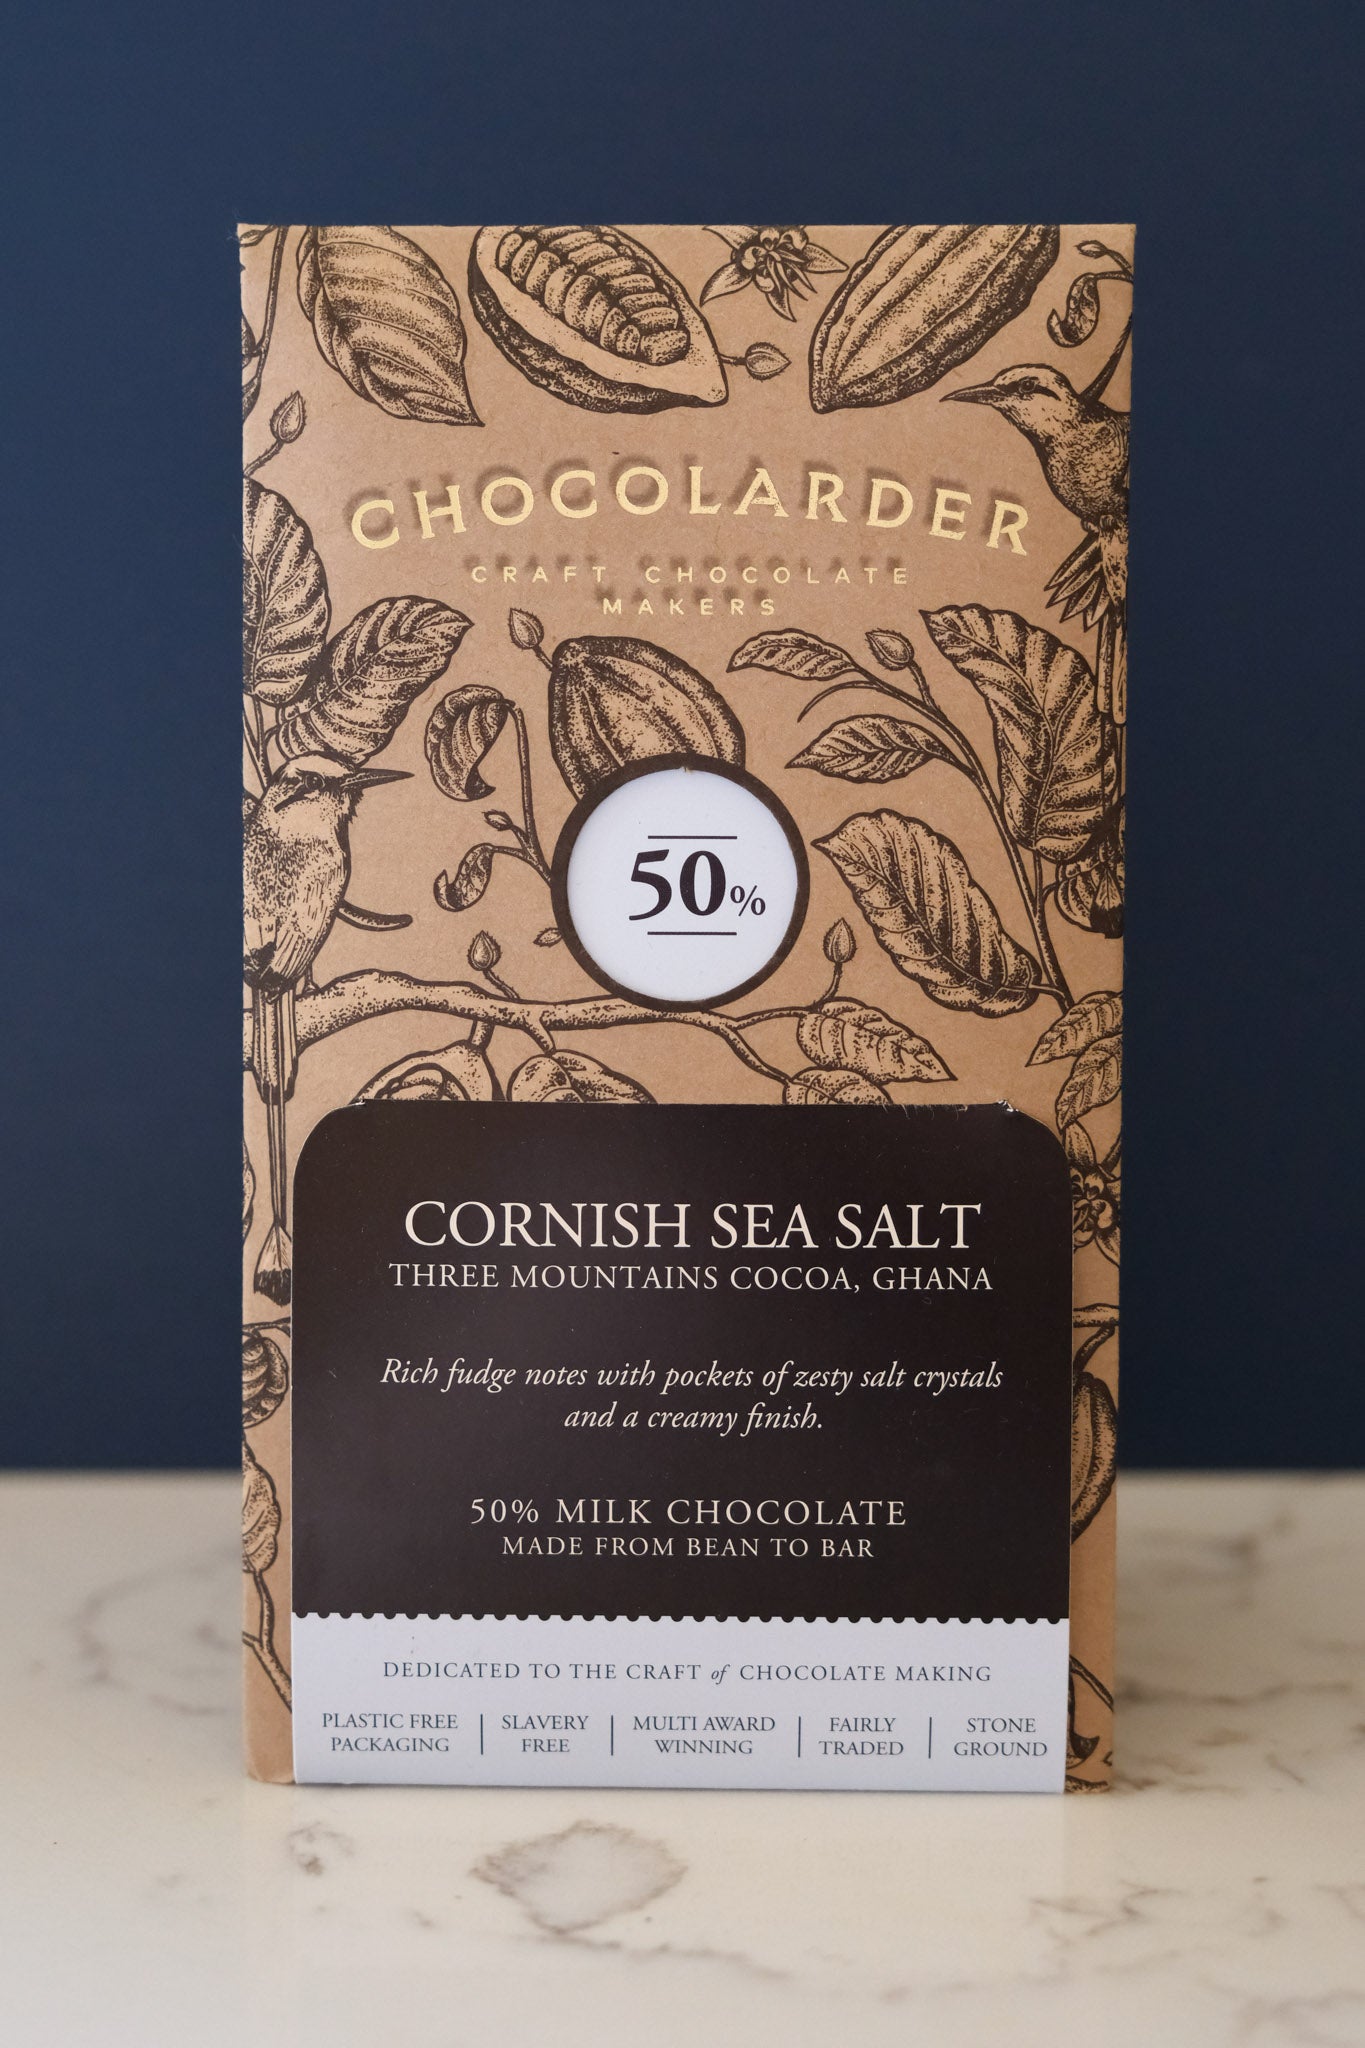 CHOCOLARDER
CRAFT CHOCOLATE
MAKERS
50%
CORNISH SEA SALT
THREE MOUNTAINS COCOA, GHANA
Rich fudge notes with pockets of zesty salt crystals
and a creamy finish.
50% MILK CHOCOLATE
MADE FROM BEAN TO BAR
DEDICATED TO THE CRAFT of CHOCOLATE MAKING
PLASTIC FREE
PACKAGING
SLAVERY
FREE
MULTI AWARD
WINNING
FAIRLY
TRADED
STONE
GROUND